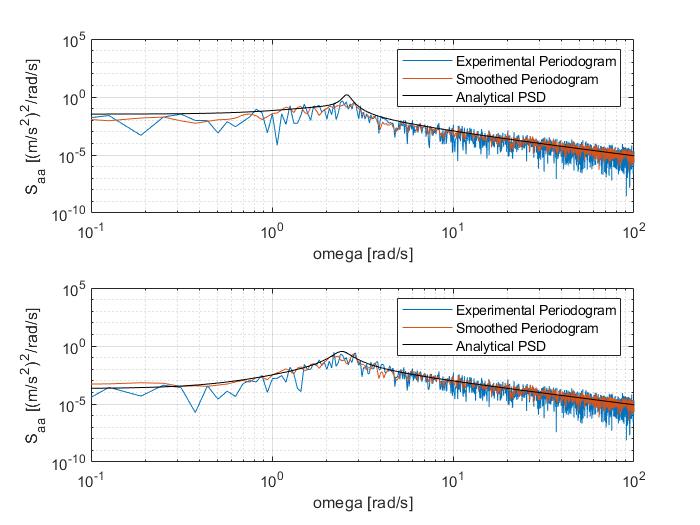 10^5
10^0
10^-5
10^-10
S_aa [(m/s^2)^2/rad/s]
Experimental Periodogram
Smoothed Periodogram
Analytical PSD
10^-1 10^0 10^1 10^2
omega [rad/s]
10^5
10^0
10^-5
10^-10
S_aa [(m/s^2)^2/rad/s]
Experimental Periodogram
Smoothed Periodogram
Analytical PSD
10^-1 10^0 10^1 10^2
omega [rad/s]